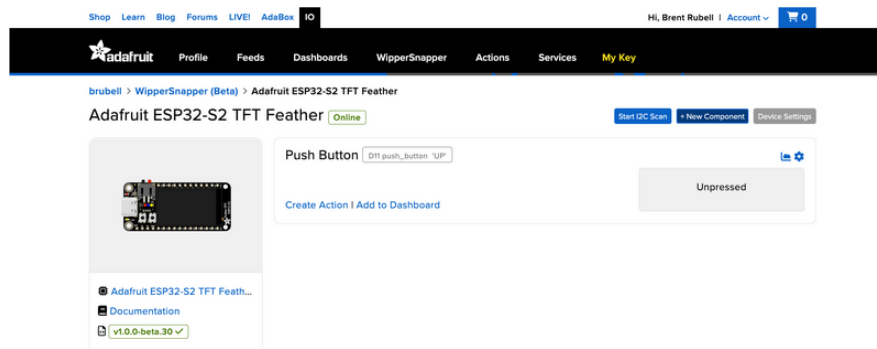 Shop Learn Blog Forums LIVE! AdaBox IO Hi, Brent Rubell | Account 0
adafruit Profile Feeds Dashboards WipperSnapper Actions Services My Key
brubell > WipperSnapper (Beta) > Adafruit ESP32-S2 TFT Feather
Adafruit ESP32-S2 TFT Feather Online Start I2C Scan + New Component Device Settings
Push Button D11 push_button 'UP'
Unpressed
Create Action | Add to Dashboard
Adafruit ESP32-S2 TFT Feath...
Documentation
v1.0.0-beta.30 ✓